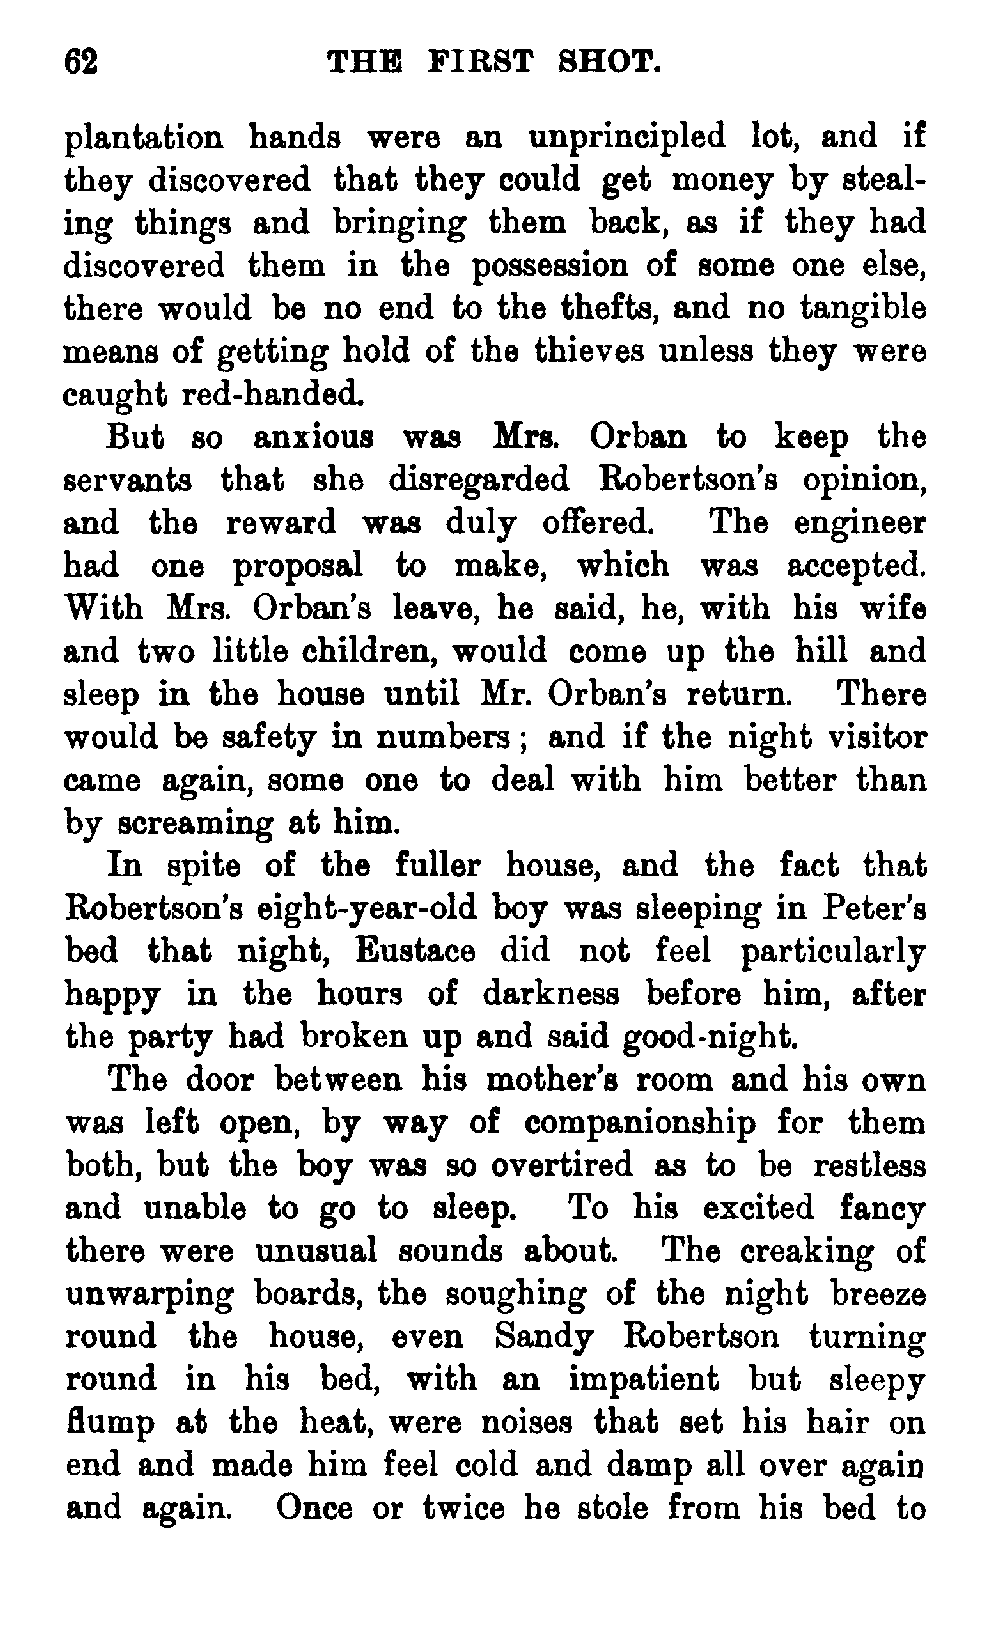 62 THE FIRST SHOT.
plantation hands were an unprincipled lot, and if
they discovered that they could get money by steal-
ing things and bringing them back, as if they had
discovered them in the possession of some one else,
there would be no end to the thefts, and no tangible
means of getting hold of the thieves unless they were
caught red-handed.
But so anxious was Mrs. Orban to keep the
servants that she disregarded Robertson's opinion,
and the reward was duly offered. The engineer
had one proposal to make, which was accepted.
With Mrs. Orban's leave, he said, he, with his wife
and two little children, would come up the hill and
sleep in the house until Mr. Orban's return. There
would be safety in numbers; and if the night visitor
came again, some one to deal with him better than
by screaming at him.
In spite of the fuller house, and the fact that
Robertson's eight-year-old boy was sleeping in Peter's
bed that night, Eustace did not feel particularly
happy in the hours of darkness before him, after
the party had broken up and said good-night.
The door between his mother's room and his own
was left open, by way of companionship for them
both, but the boy was so overtired as to be restless
and unable to go to sleep. To his excited fancy
there were unusual sounds about. The creaking of
unwarping boards, the soughing of the night breeze
round the house, even Sandy Robertson turning
round in his bed, with an impatient but sleepy
flump at the heat, were noises that set his hair on
end and made him feel cold and damp all over again
and again. Once or twice he stole from his bed to